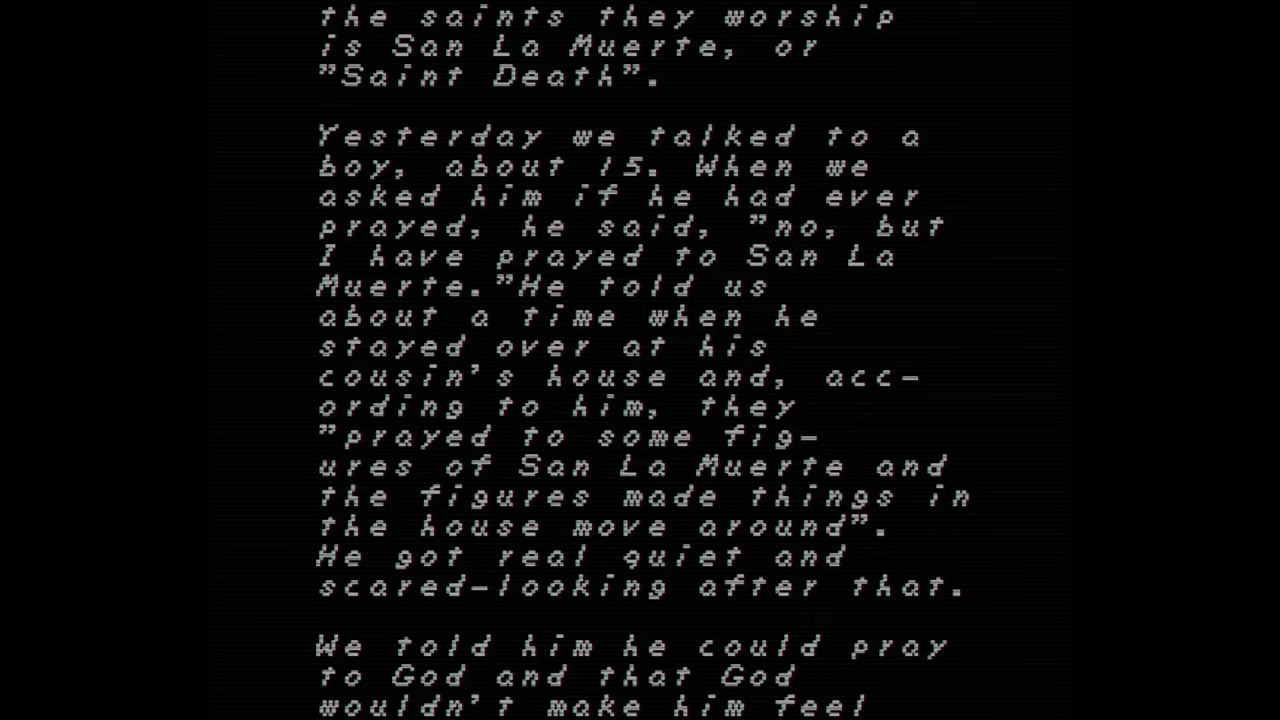 the saints they worship
is San La Muerte, or
"Saint Death".
Yesterday we talked to a
boy, about 15. When we
asked him if he had ever
prayed, he said, "no, but
I have prayed to San La
Muerte."He told us
about a time when he
stayed over at his
cousin's house and, acc-
ording to him, they
"prayed to some fig-
ures of San La Muerte and
the figures made things in
the house move around".
He got real quiet and
scared-looking after that.
We told him he could pray
to God and that God
wouldn't make him feel